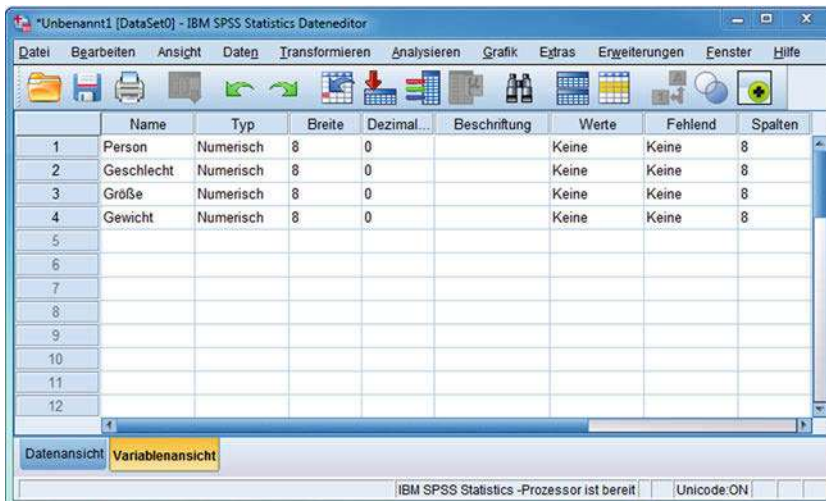 *Unbenannt1 [DataSet0] - IBM SPSS Statistics Dateneditor
Datei Bearbeiten Ansicht Daten Transformieren Analysieren Grafik Extras Erweiterungen Fenster Hilfe
Name Typ Breite Dezimal... Beschriftung Werte Fehlend Spalten
1 Person Numerisch 8 0 Keine Keine 8
2 Geschlecht Numerisch 8 0 Keine Keine 8
3 Größe Numerisch 8 0 Keine Keine 8
4 Gewicht Numerisch 8 0 Keine Keine 8
5
6
7
8
9
10
11
12
Datenansicht Variablenansicht
IBM SPSS Statistics -Prozessor ist bereit Unicode:ON